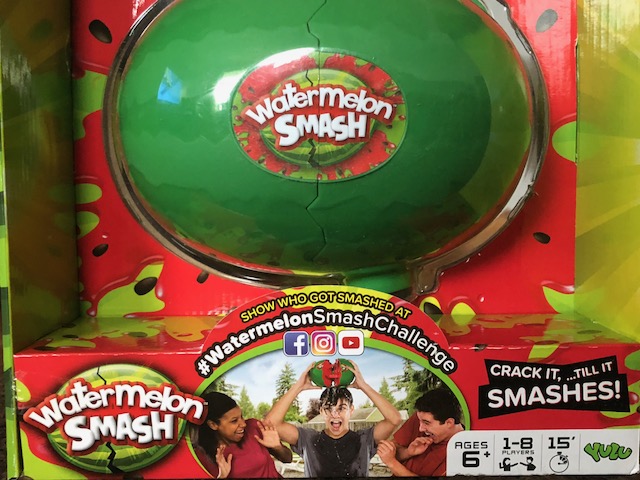 Watermelon
SMASH
SHOW WHO GOT SMASHED AT
#WatermelonSmashChallenge
Watermelon
SMASH
CRACK IT, ...TILL IT
SMASHES!
AGES
6+
1-8
PLAYERS
15'
YULU